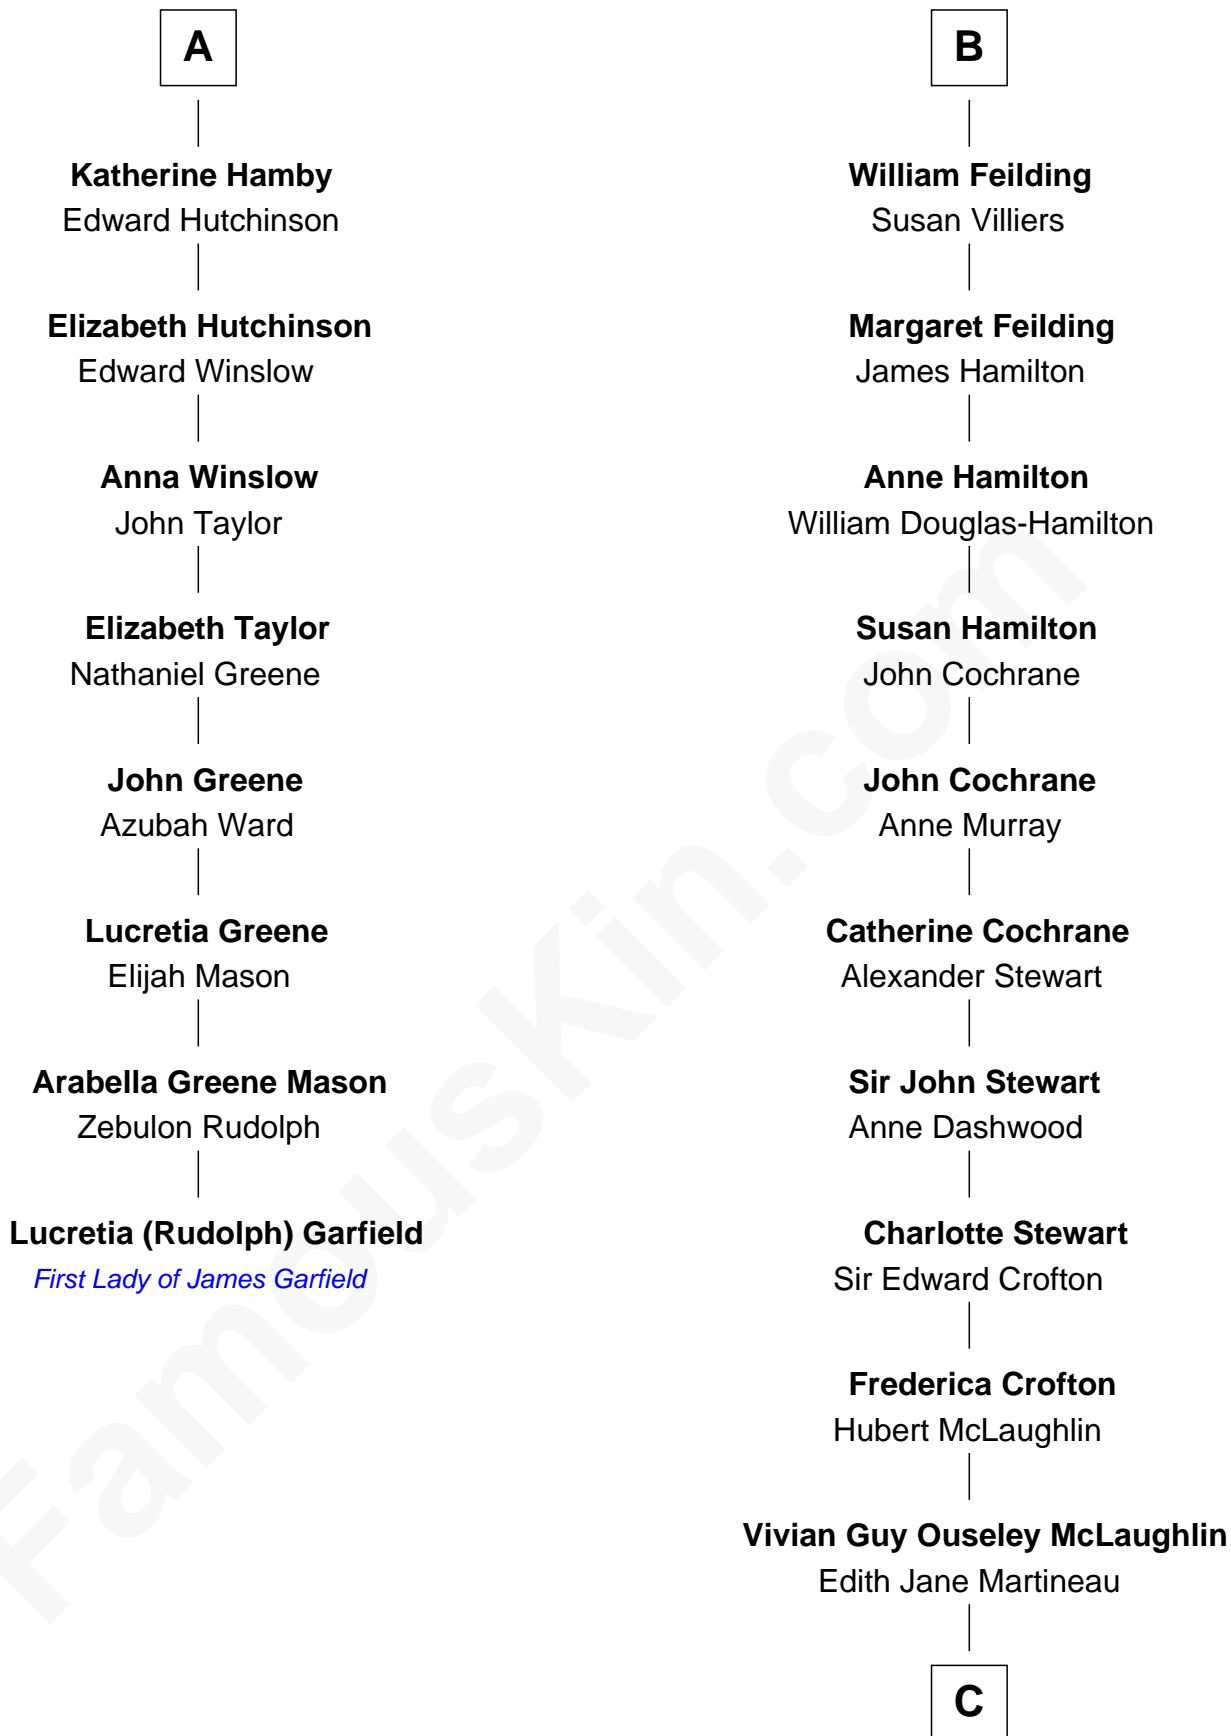 A
Katherine Hamby
Edward Hutchinson
Elizabeth Hutchinson
Edward Winslow
Anna Winslow
John Taylor
Elizabeth Taylor
Nathaniel Greene
John Greene
Azubah Ward
Lucretia Greene
Elijah Mason
Arabella Greene Mason
Zebulon Rudolph
Lucretia (Rudolph) Garfield
First Lady of James Garfield
B
William Feilding
Susan Villiers
Margaret Feilding
James Hamilton
Anne Hamilton
William Douglas-Hamilton
Susan Hamilton
John Cochrane
John Cochrane
Anne Murray
Catherine Cochrane
Alexander Stewart
Sir John Stewart
Anne Dashwood
Charlotte Stewart
Sir Edward Crofton
Frederica Crofton
Hubert McLaughlin
Vivian Guy Ouseley McLaughlin
Edith Jane Martineau
C
FamousKin.com